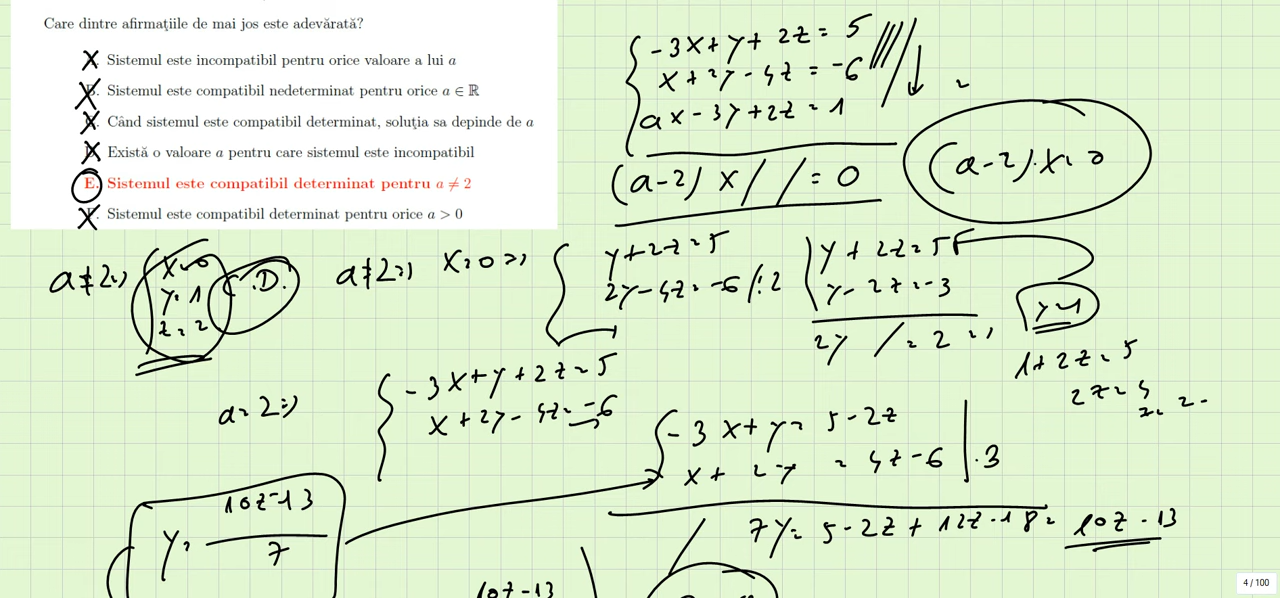 Care dintre afirmațiile de mai jos este adevărată?
Sistemul este incompatibil pentru orice valoare a lui a
Sistemul este compatibil nedeterminat pentru orice a ∈ ℝ
Când sistemul este compatibil determinat, soluția sa depinde de a
Există o valoare a pentru care sistemul este incompatibil
E. Sistemul este compatibil determinat pentru a ≠ 2
Sistemul este compatibil determinat pentru orice a > 0
-3x+y+2z=5
x+2y-4z=-6
ax-3y+2z=1
(a-2)x / / = 0
(a-2)·x=0
a≠2=>
x=0
y=1
z=2
C.D.
a≠2=> x=0=>
y+2z=5
2y-4z=-6 /:2
y+2z=5
y-2z=-3
2y / = 2 =>
y=1
1+2z=5
2z=4
z=2
a=2=>
-3x+y+2z=5
x+2y-4z=-6
-3x+y=5-2z
x+2y=4z-6 |·3
7y=5-2z+12z-18=10z-13
y=10z-13
7
10z-13
4 / 100